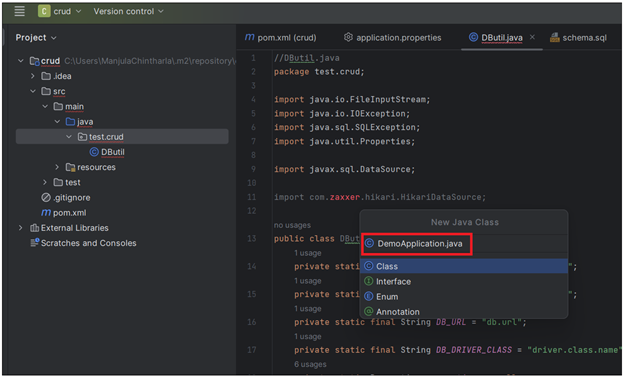 C crud Version control
Project
crud C:\Users\ManjulaChintharla\.m2\repository\
.idea
src
main
java
test.crud
DButil
resources
test
.gitignore
pom.xml
External Libraries
Scratches and Consoles
pom.xml (crud) application.properties DButil.java schema.sql
1 //DButil.java
2 package test.crud;
3
4 import java.io.FileInputStream;
5 import java.io.IOException;
6 import java.sql.SQLException;
7 import java.util.Properties;
8
9 import javax.sql.DataSource;
10
11 import com.zaxxer.hikari.HikariDataSource;
12
no usages
13 public class DBut
1 usage
14 private stati ";
1 usage
15 private stati ";
1 usage
16 private static final String DB_URL = "db.url";
1 usage
17 private static final String DB_DRIVER_CLASS = "driver.class.name"
6 usages
New Java Class
DemoApplication.java
Class
Interface
Enum
Annotation